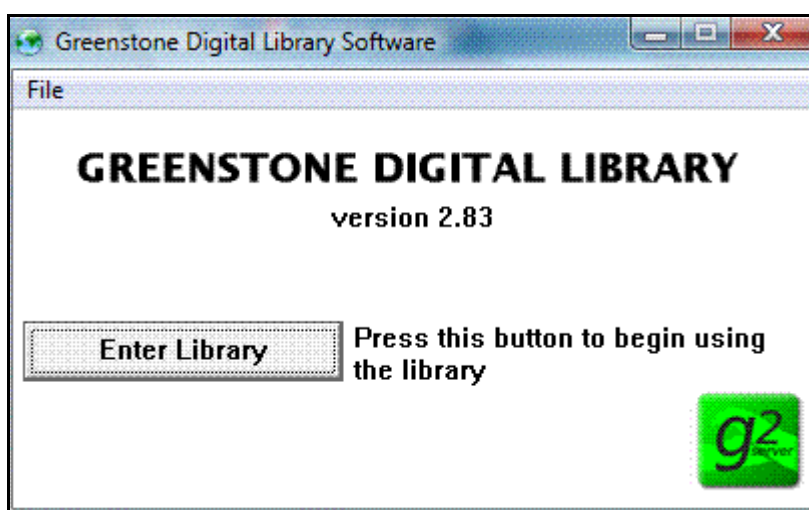 Greenstone Digital Library Software
File
GREENSTONE DIGITAL LIBRARY
version 2.83
Enter Library
Press this button to begin using
the library
g2
server